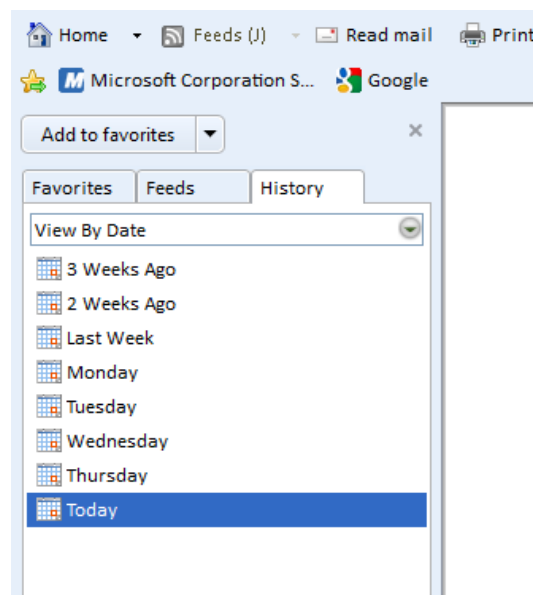 Home Feeds (J) Read mail Print
Microsoft Corporation S... Google
Add to favorites
Favorites Feeds History
View By Date
3 Weeks Ago
2 Weeks Ago
Last Week
Monday
Tuesday
Wednesday
Thursday
Today